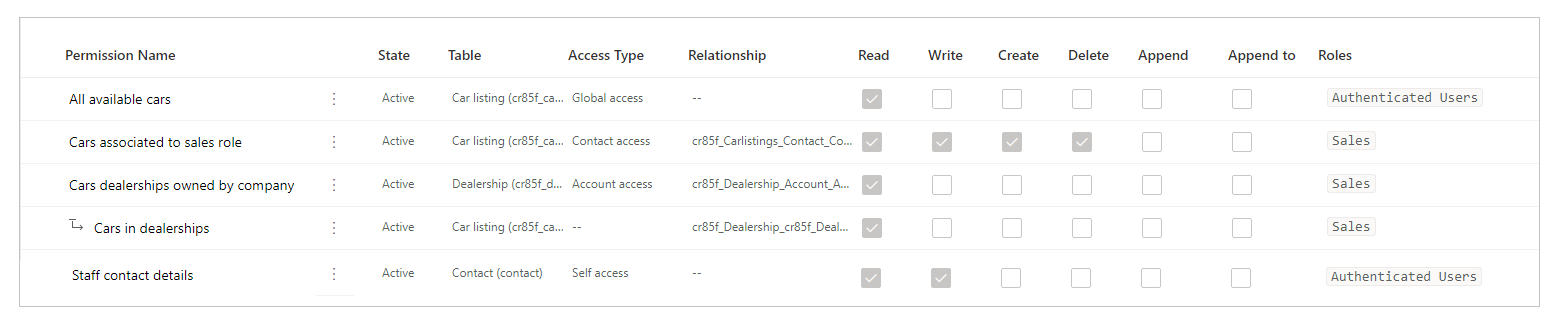 Permission Name State Table Access Type Relationship Read Write Create Delete Append Append to Roles
All available cars Active Car listing (cr85f_ca... Global access -- Authenticated Users
Cars associated to sales role Active Car listing (cr85f_ca... Contact access cr85f_Carlistings_Contact_Co... Sales
Cars dealerships owned by company Active Dealership (cr85f_d... Account access cr85f_Dealership_Account_A... Sales
Cars in dealerships Active Car listing (cr85f_ca... -- cr85f_Dealership_cr85f_Deal... Sales
Staff contact details Active Contact (contact) Self access -- Authenticated Users